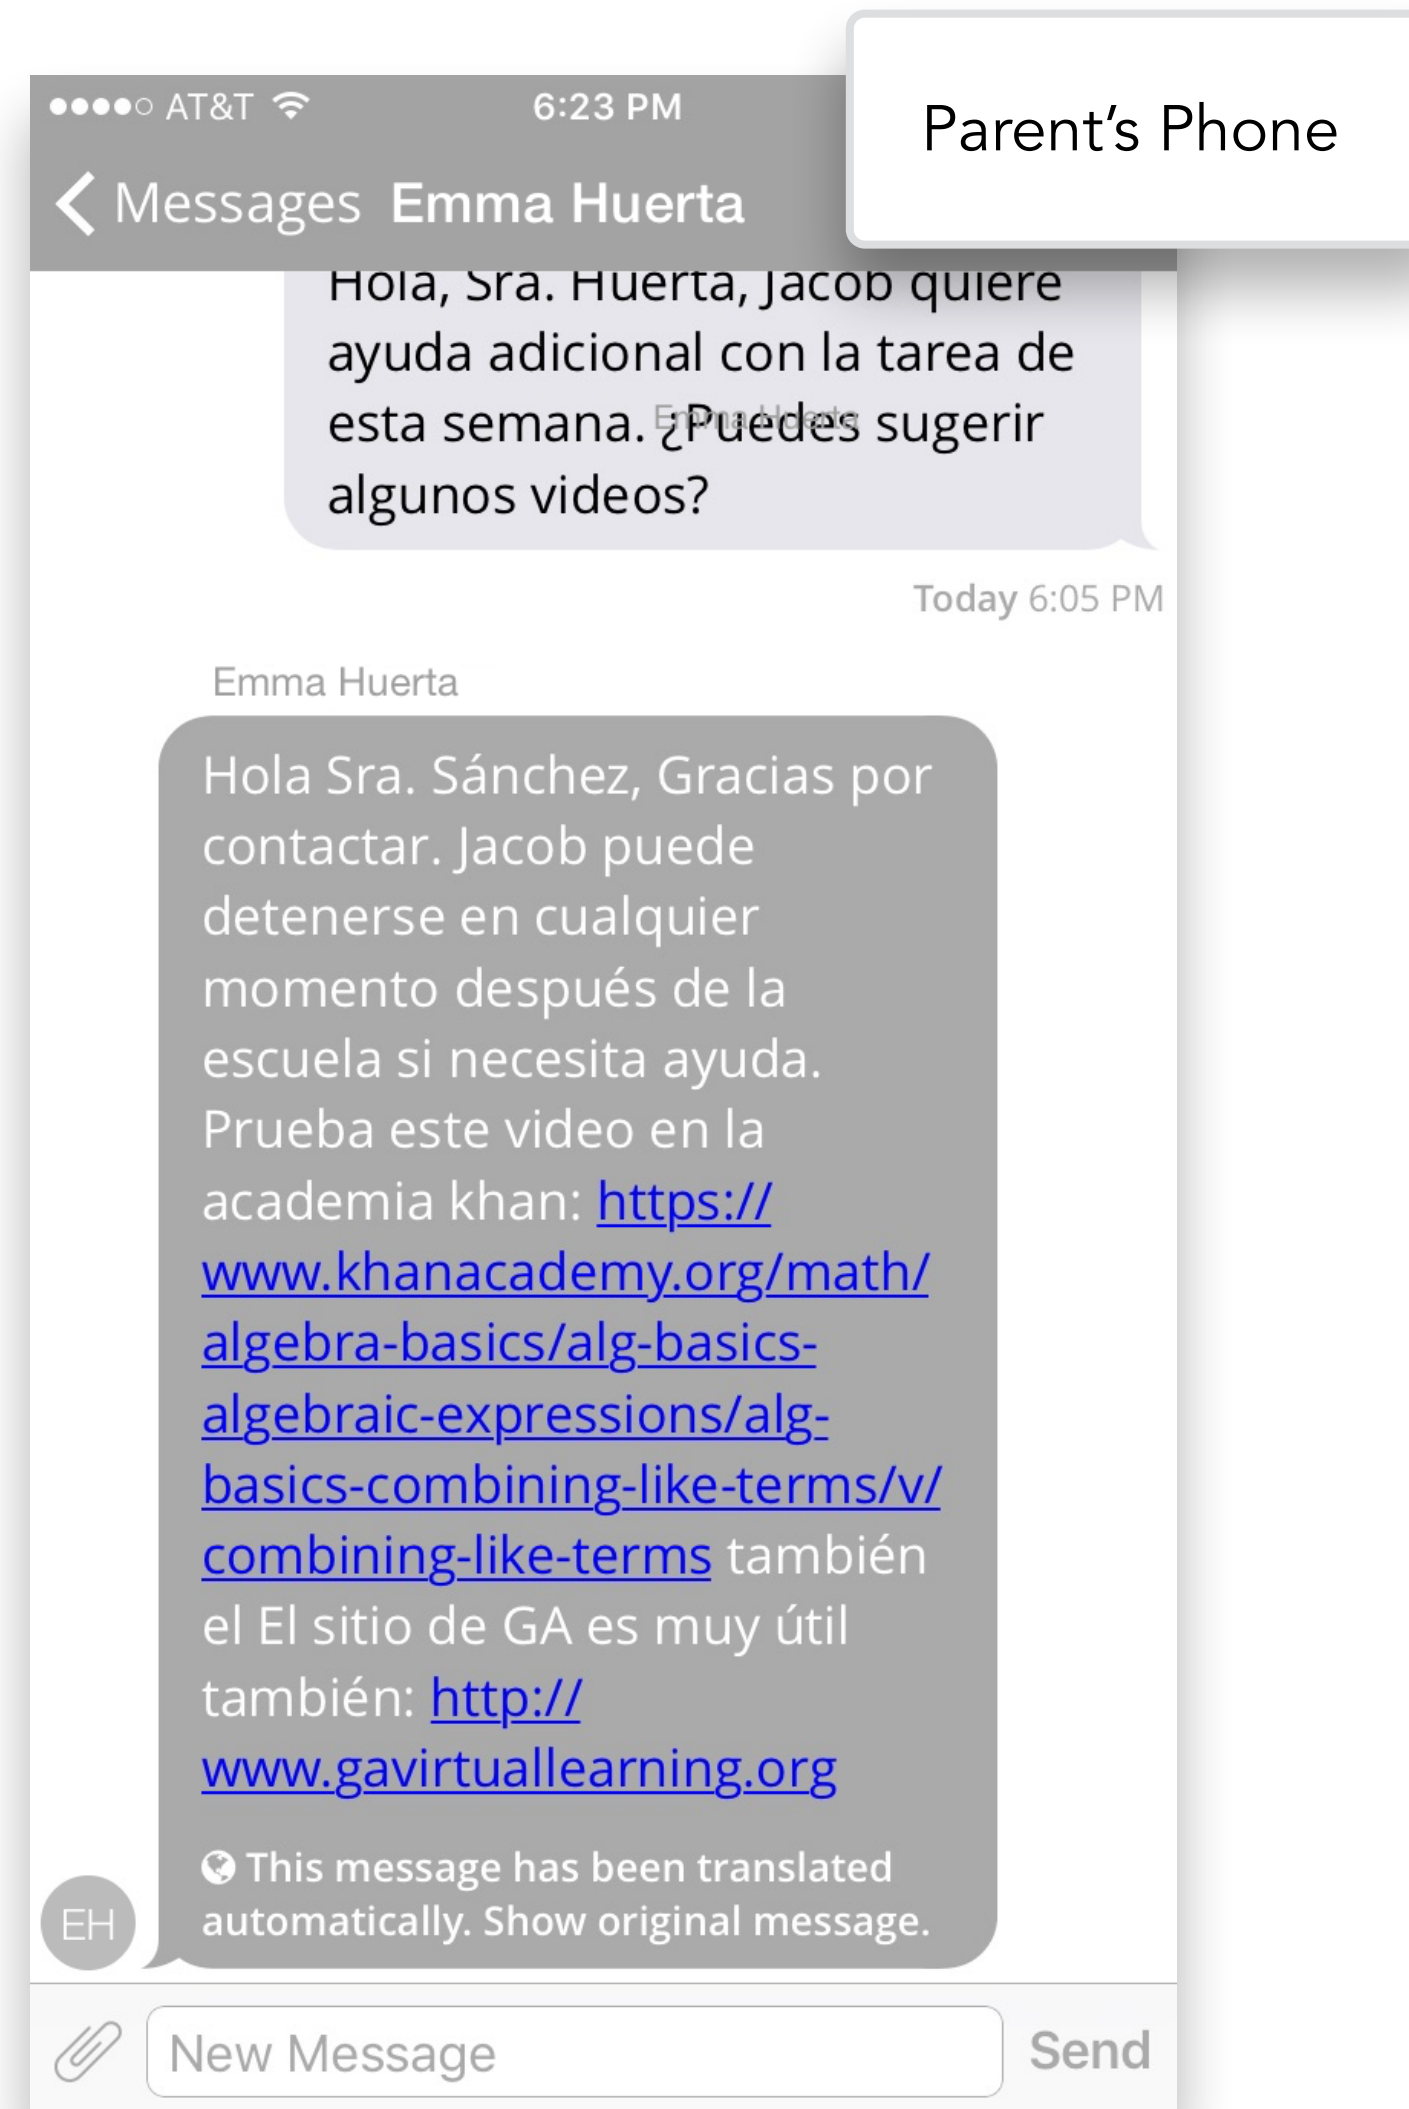 Parent’s Phone
AT&T 6:23 PM
Messages Emma Huerta
Hola, Sra. Huerta, Jacob quiere
ayuda adicional con la tarea de
esta semana. ¿Puedes sugerir
Emma Huerta
algunos videos?
Today 6:05 PM
Emma Huerta
Hola Sra. Sánchez, Gracias por
contactar. Jacob puede
detenerse en cualquier
momento después de la
escuela si necesita ayuda.
Prueba este video en la
academia khan: https://
www.khanacademy.org/math/
algebra-basics/alg-basics-
algebraic-expressions/alg-
basics-combining-like-terms/v/
combining-like-terms también
el El sitio de GA es muy útil
también: http://
www.gavirtuallearning.org
This message has been translated
automatically. Show original message.
EH
New Message Send